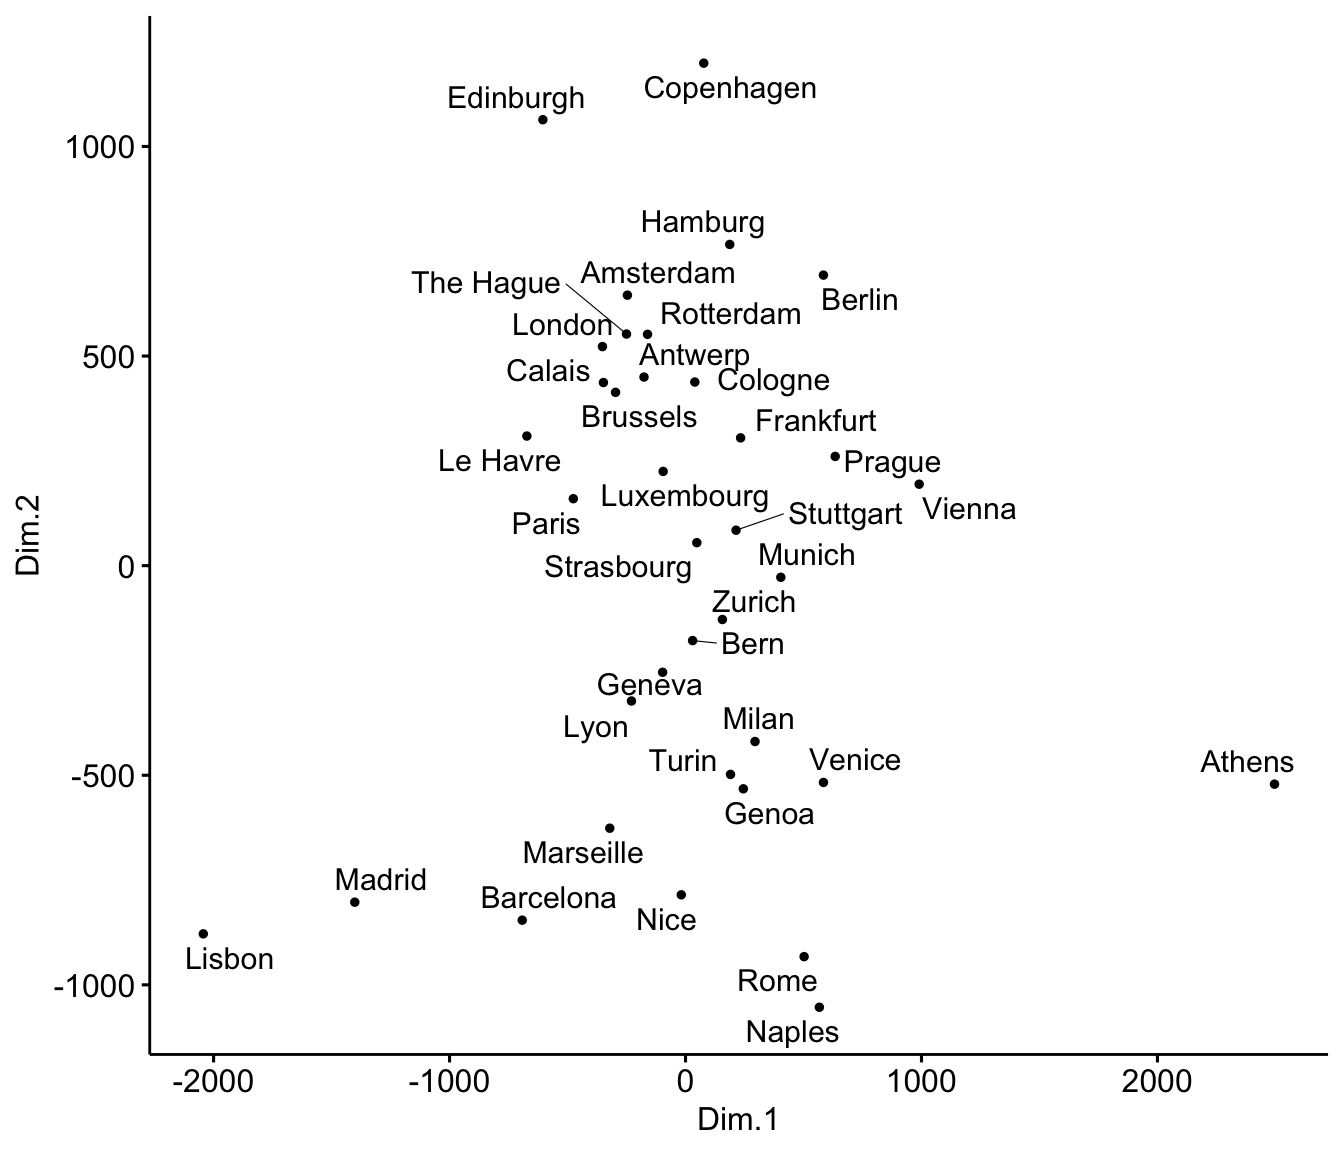 Copenhagen
Edinburgh
1000
Hamburg
Amsterdam
The Hague
Berlin
Rotterdam
London
500
Antwerp
Calais
Cologne
Brussels
Frankfurt
Le Havre
Prague
Luxembourg
Vienna
Stuttgart
Paris
Dim.2
Munich
0
Strasbourg
Zurich
Bern
Geneva
Milan
Lyon
Turin
Venice
Athens
-500
Genoa
Marseille
Madrid
Barcelona
Nice
Lisbon
Rome
-1000
Naples
-2000 -1000 0 1000 2000
Dim.1